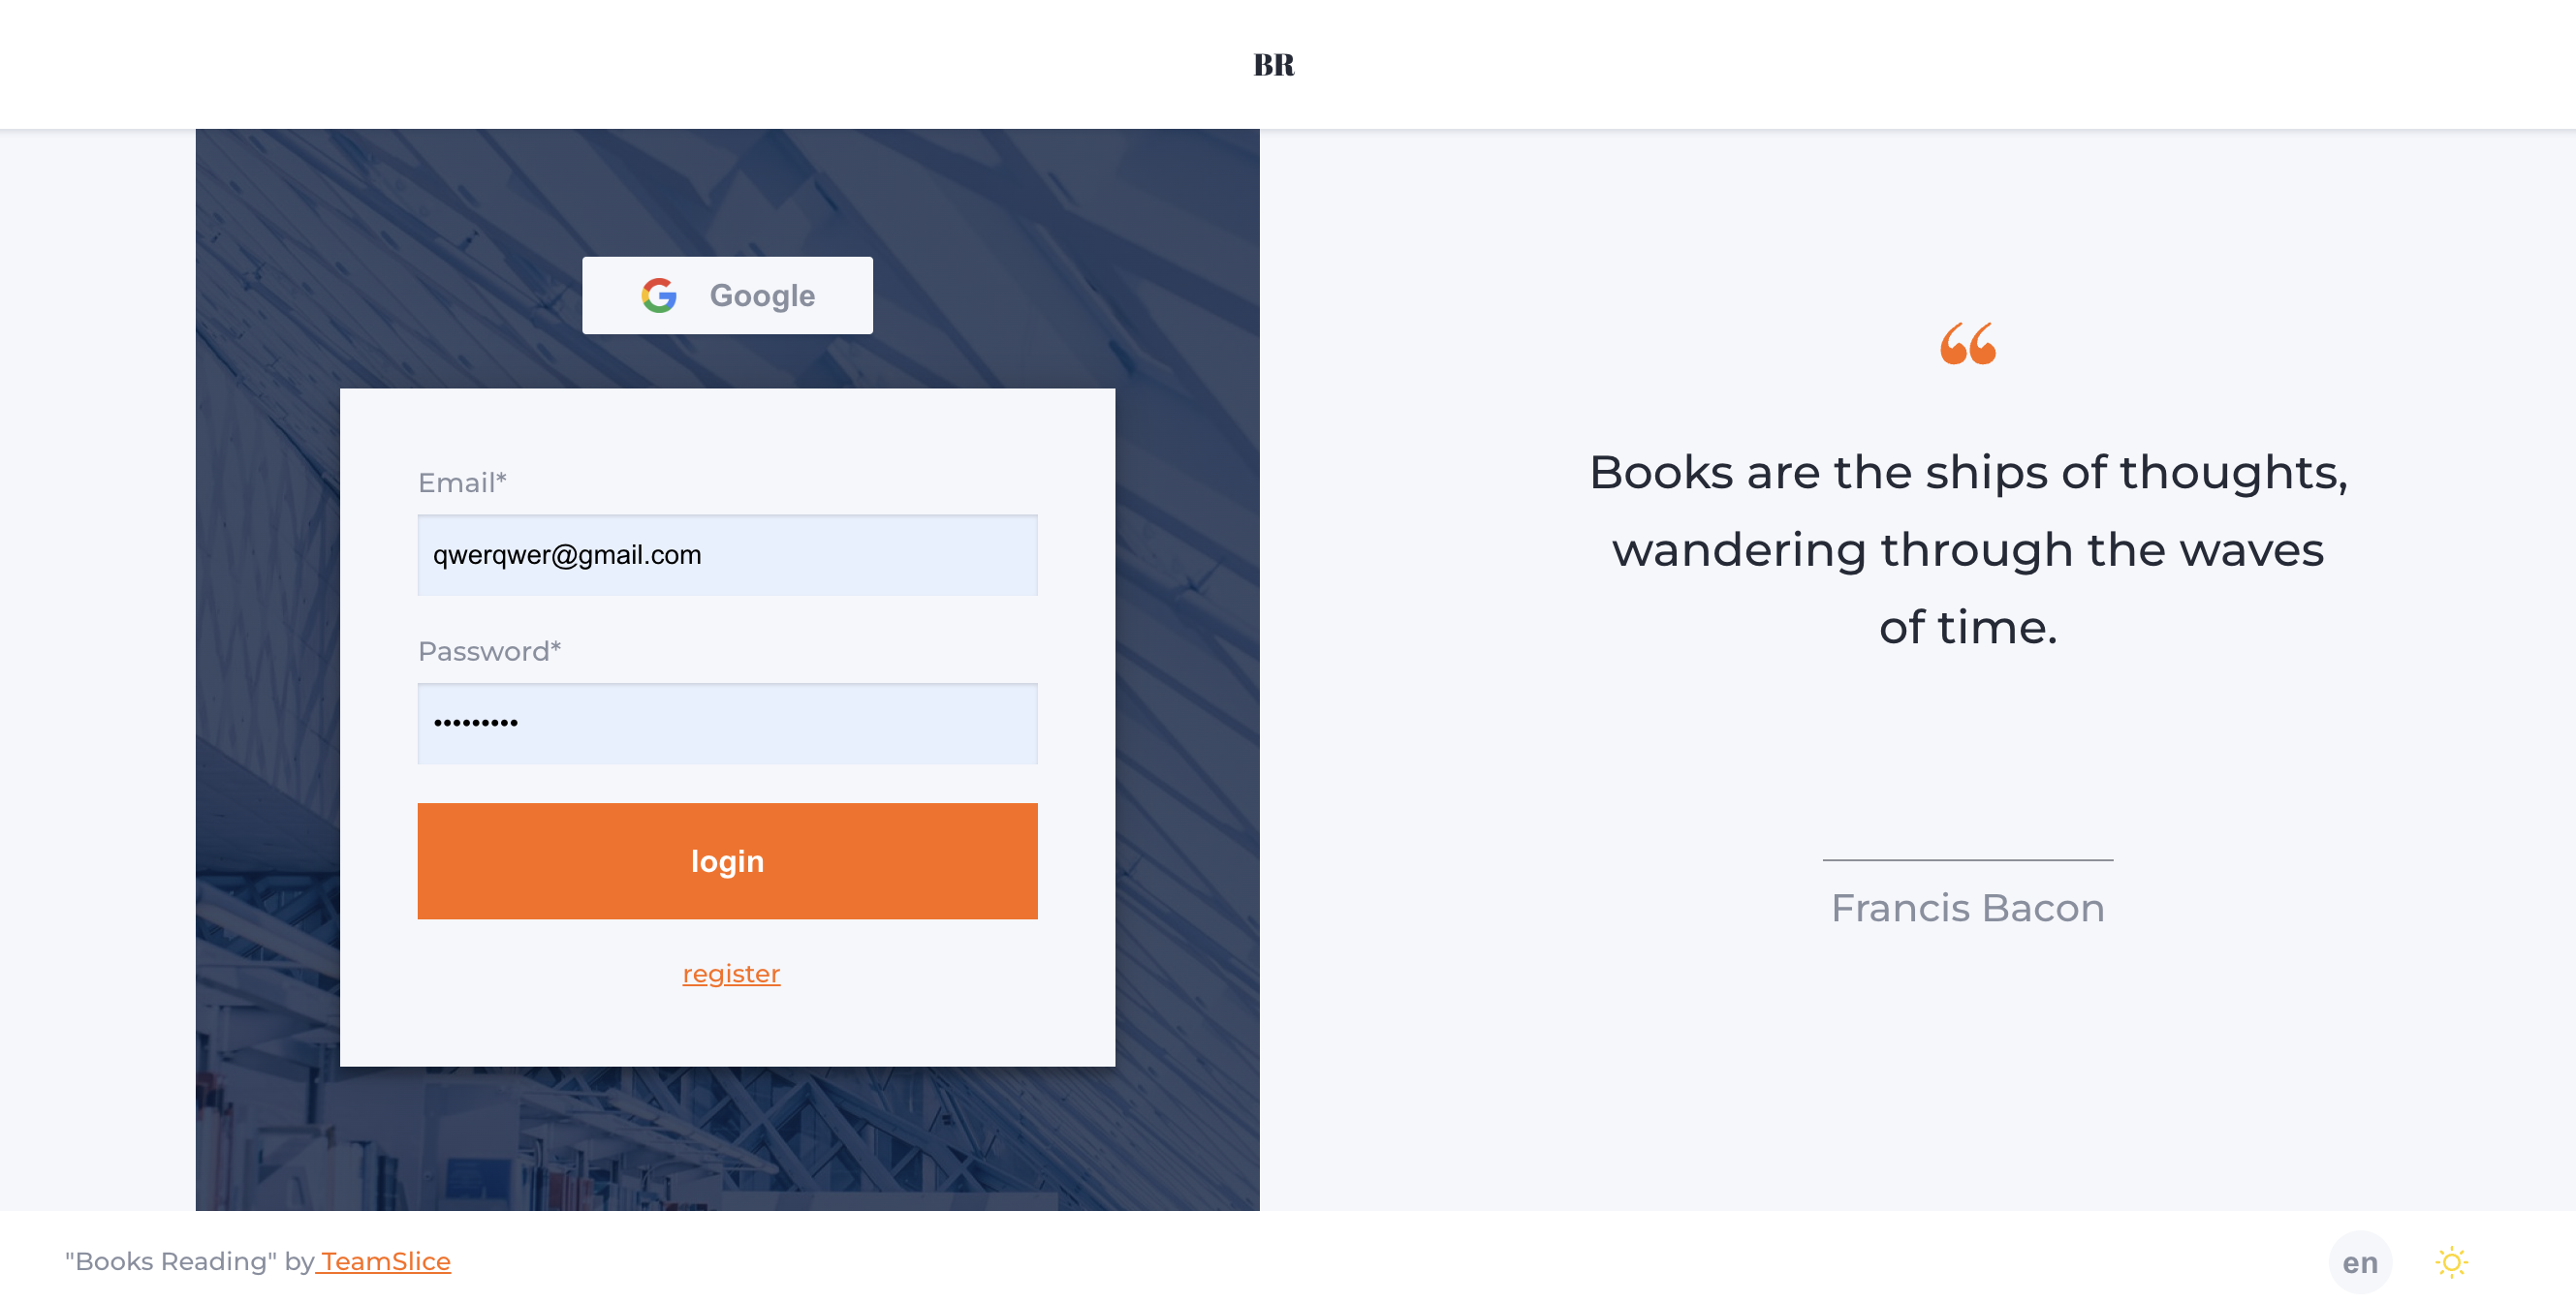 BR
Google
Email*
qwerqwer@gmail.com
Password*
•••••••••
login
register
“
Books are the ships of thoughts,
wandering through the waves
of time.
Francis Bacon
"Books Reading" by TeamSlice
en